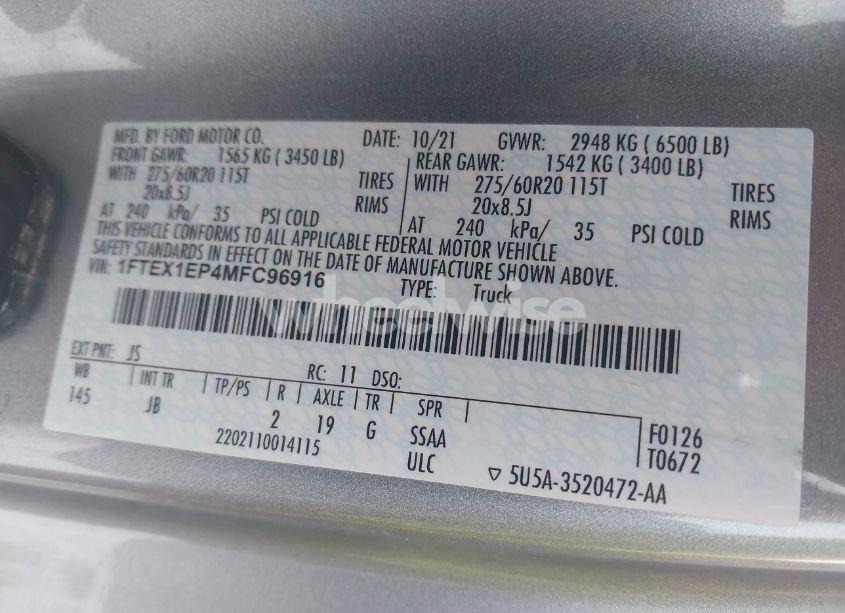 MFD. BY FORD MOTOR CO. DATE: 10/21 GVWR: 2948 KG ( 6500 LB)
FRONT GAWR: 1565 KG ( 3450 LB) REAR GAWR: 1542 KG ( 3400 LB)
WITH 275/60R20 115T TIRES WITH 275/60R20 115T TIRES
20x8.5J RIMS 20x8.5J RIMS
AT 240 kPa/ 35 PSI COLD AT 240 kPa/ 35 PSI COLD
THIS VEHICLE CONFORMS TO ALL APPLICABLE FEDERAL MOTOR VEHICLE
SAFETY STANDARDS IN EFFECT ON THE DATE OF MANUFACTURE SHOWN ABOVE.
VIN: 1FTEX1EP4MFC96916 TYPE: Truck
wheelwise
EXT PNT: JS RC: 11 DSO:
WB INT TR TP/PS R AXLE TR SPR
145 JB 2 19 G SSAA F0126
2202110014115 ULC T0672
▽ 5U5A-3520472-AA